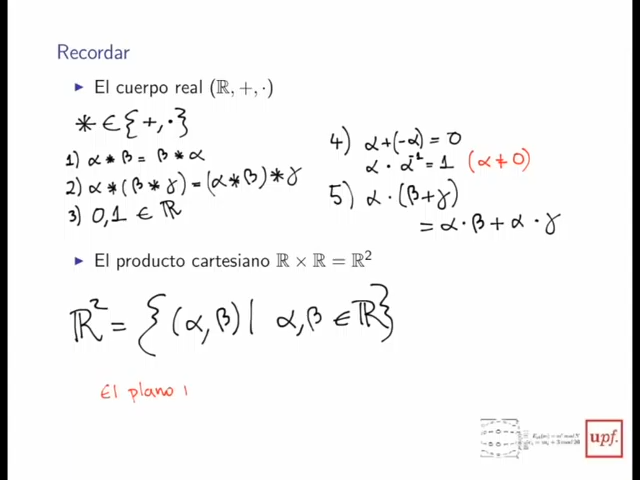 Recordar
▶ El cuerpo real (ℝ, +, ·)
* ∈ {+, ·}
1) α * β = β * α
2) α * (β * γ) = (α * β) * γ
3) 0, 1 ∈ ℝ
4) α + (-α) = 0
α · α⁻¹ = 1 (α ≠ 0)
5) α · (β + γ)
= α · β + α · γ
▶ El producto cartesiano ℝ × ℝ = ℝ²
ℝ² = {(α, β) | α, β ∈ ℝ}
El plano
upf.